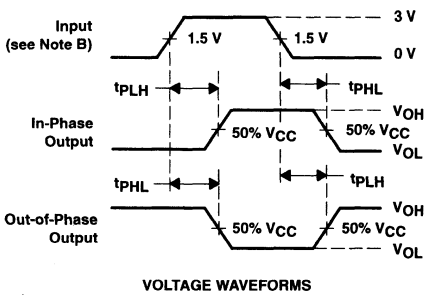 Input
(see Note B)
1.5 V
1.5 V
3 V
0 V
tPLH
tPHL
In-Phase
Output
50% VCC
50% VCC
VOH
VOL
tPHL
tPLH
Out-of-Phase
Output
50% VCC
50% VCC
VOH
VOL
VOLTAGE WAVEFORMS